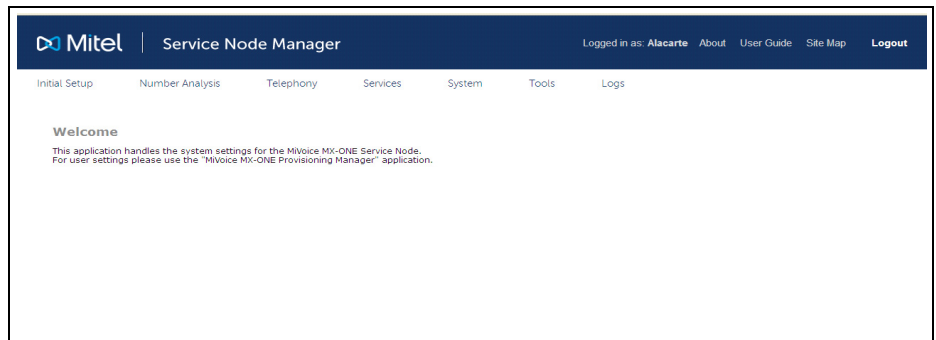 Mitel Service Node Manager Logged in as: Alacarte About User Guide Site Map Logout
Initial Setup Number Analysis Telephony Services System Tools Logs
Welcome
This application handles the system settings for the MiVoice MX-ONE Service Node.
For user settings please use the "MiVoice MX-ONE Provisioning Manager" application.